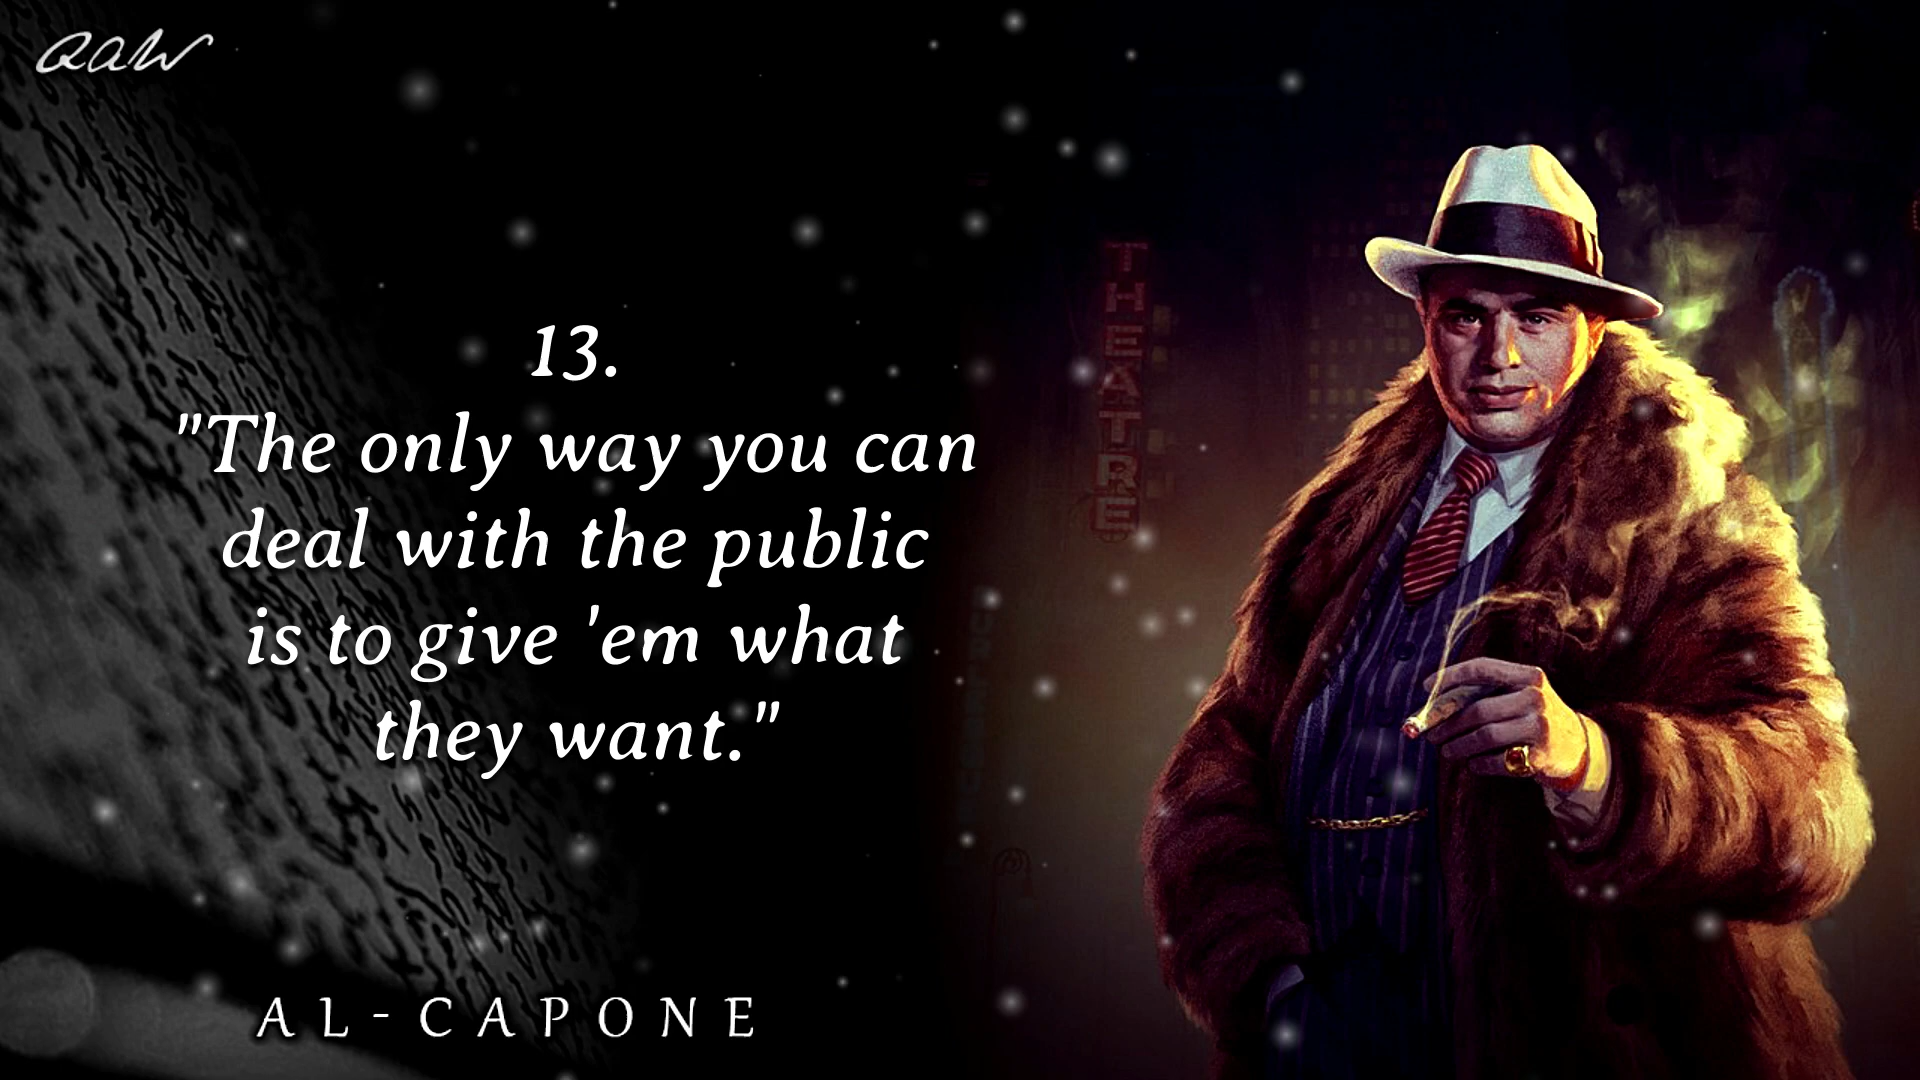 QAW
13.
"The only way you can
deal with the public
is to give 'em what
they want."
AL-CAPONE
THEATRE